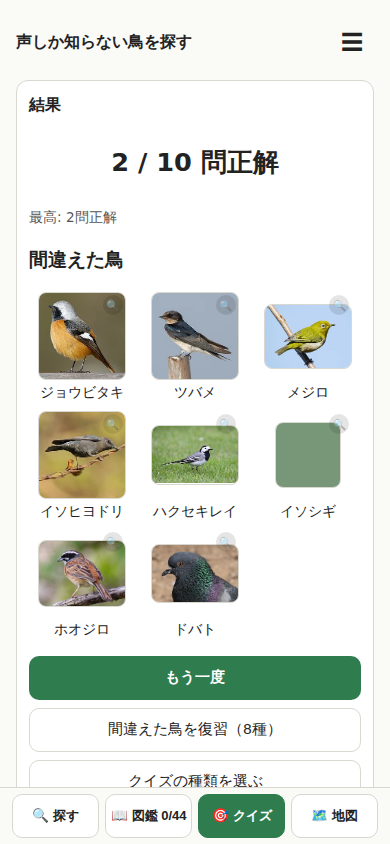 声しか知らない鳥を探す
結果
2 / 10 問正解
最高: 2問正解
間違えた鳥
ジョウビタキ ツバメ メジロ
イソヒヨドリ ハクセキレイ イソシギ
ホオジロ ドバト
もう一度
間違えた鳥を復習（8種）
クイズの種類を選ぶ
探す 図鑑 0/44 クイズ 地図